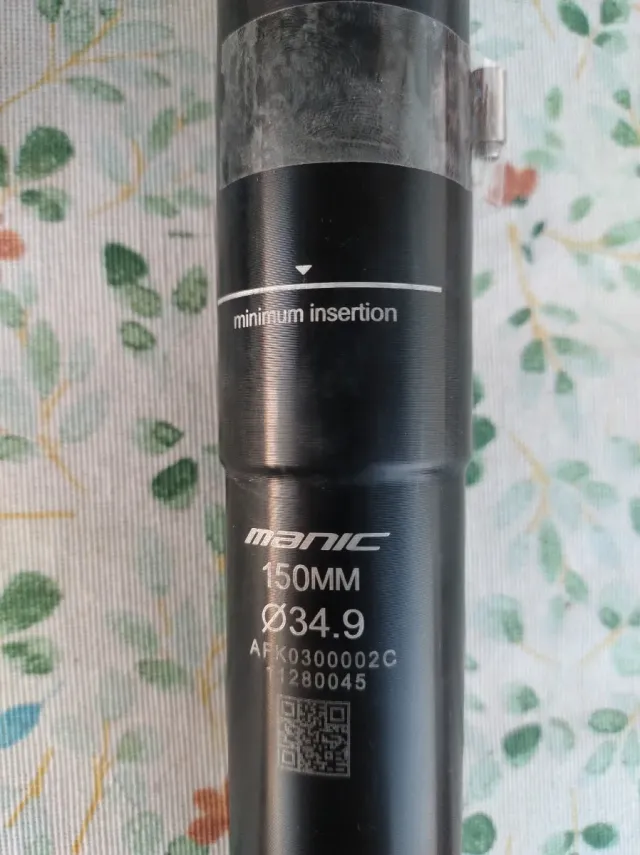 minimum insertion
manic
150MM
Ø34.9
AFK0300002C
11280045